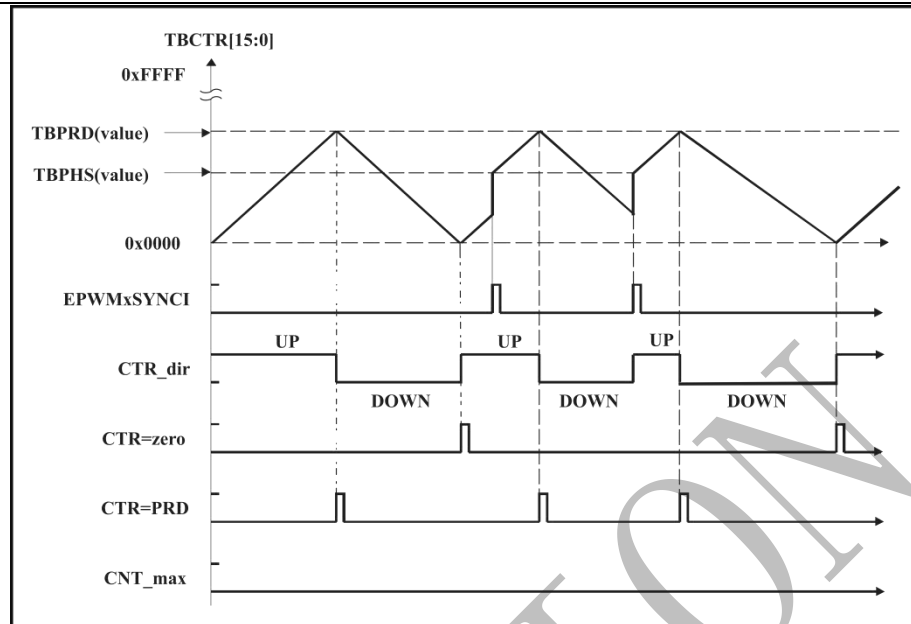 TBCTR[15:0]
0xFFFF
TBPRD(value)
TBPHS(value)
0x0000
EPWMxSYNCI
UP UP UP
CTR_dir
DOWN DOWN DOWN
CTR=zero
CTR=PRD
CNT_max